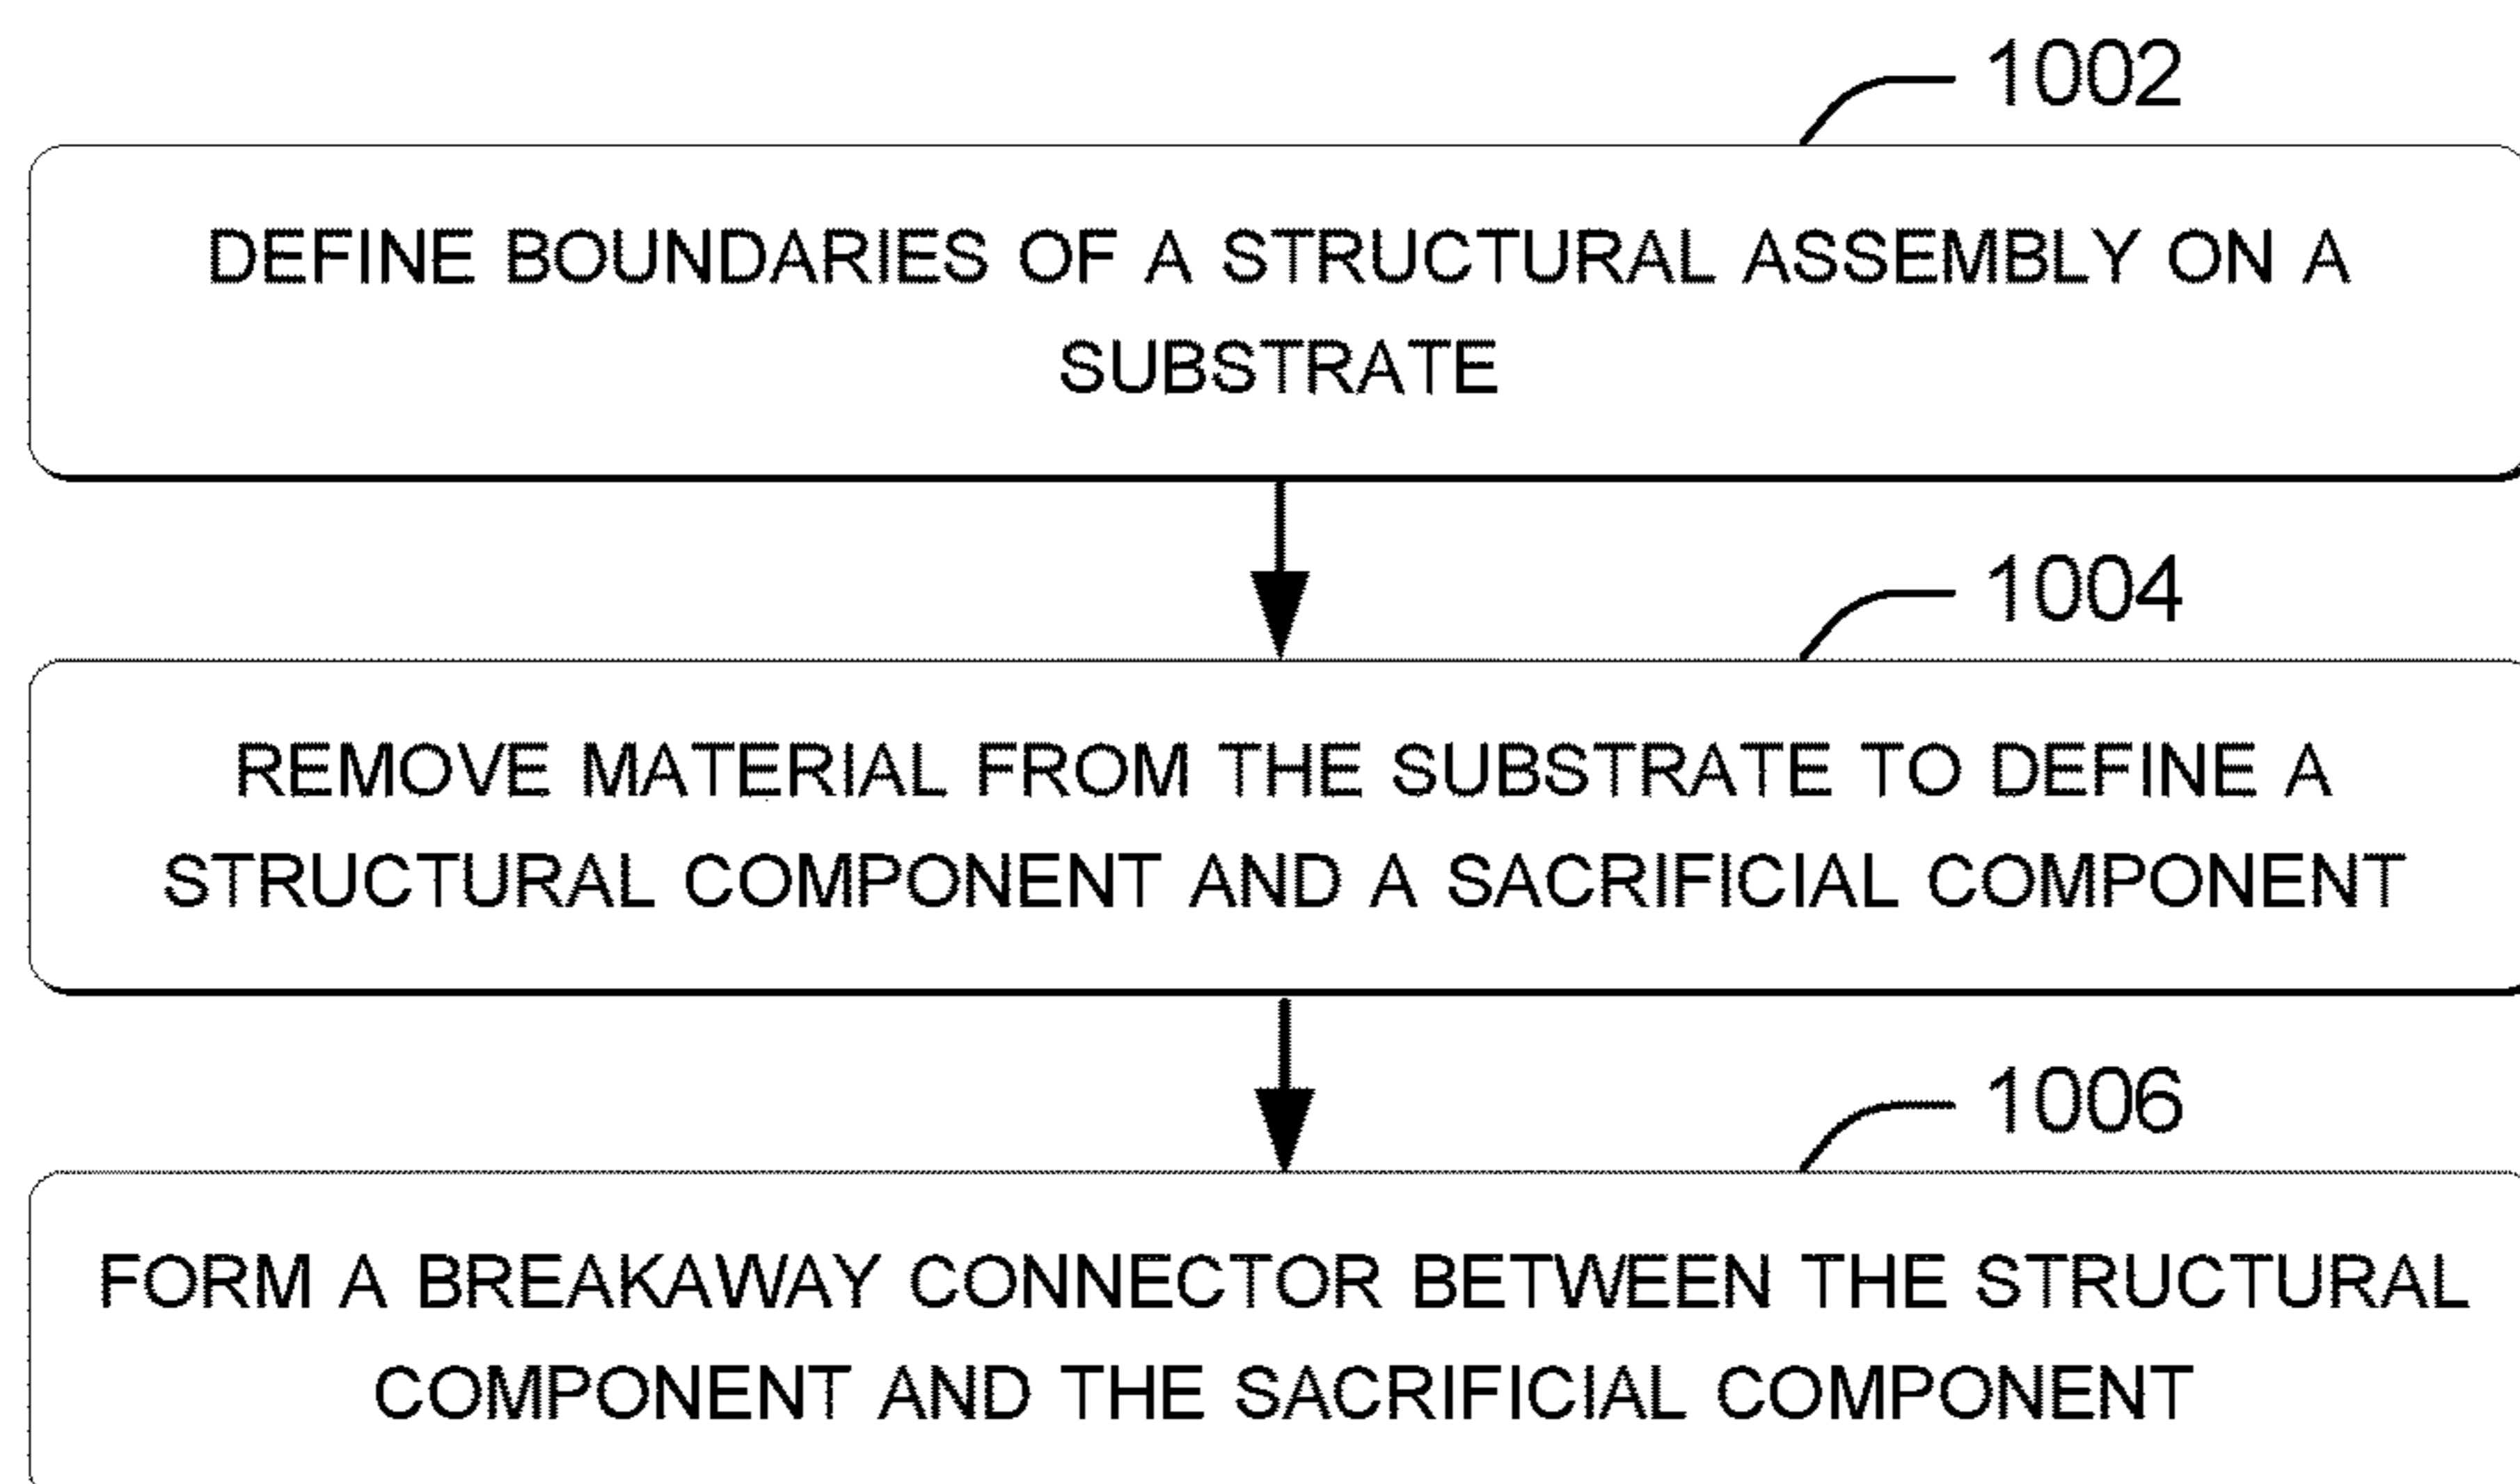 1002
DEFINE BOUNDARIES OF A STRUCTURAL ASSEMBLY ON A
SUBSTRATE
1004
REMOVE MATERIAL FROM THE SUBSTRATE TO DEFINE A
STRUCTURAL COMPONENT AND A SACRIFICIAL COMPONENT
1006
FORM A BREAKAWAY CONNECTOR BETWEEN THE STRUCTURAL
COMPONENT AND THE SACRIFICIAL COMPONENT